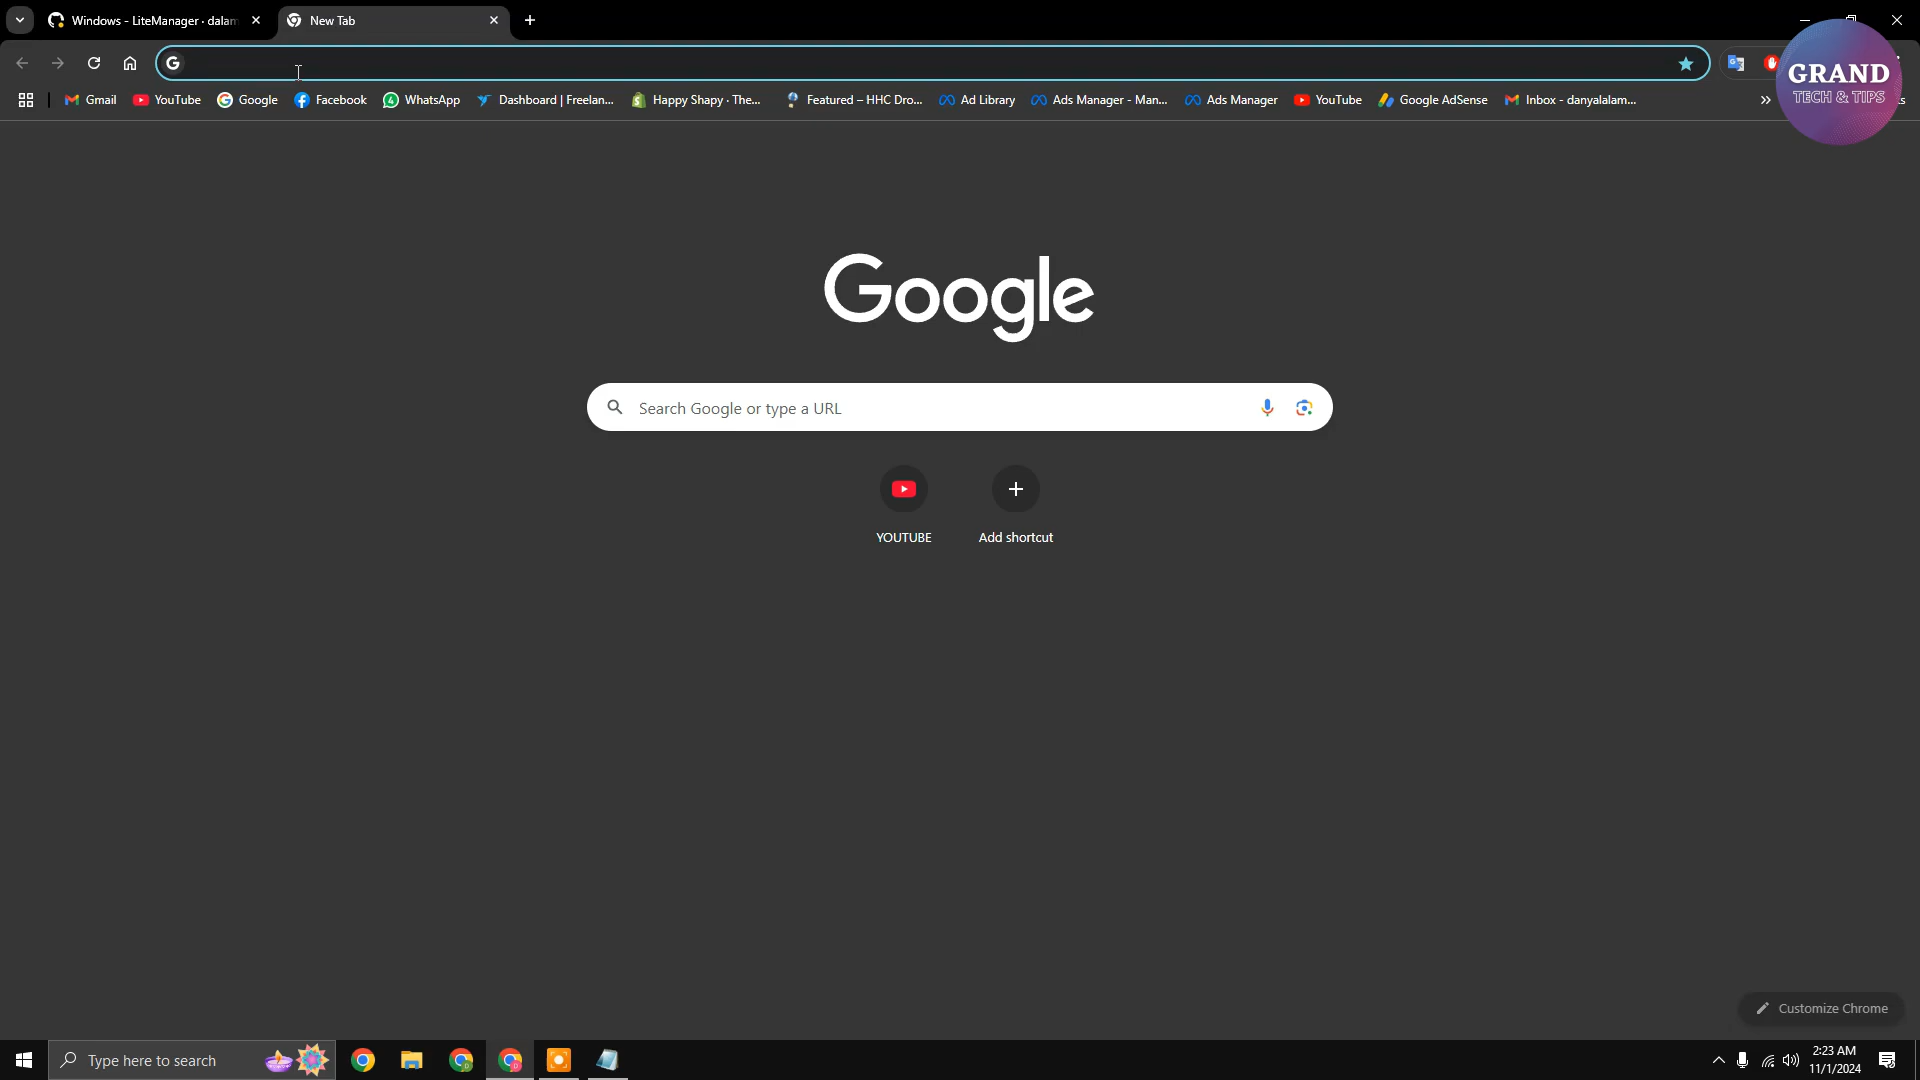 Windows - LiteManager · dalam
New Tab
GRAND
TECH & TIPS
Gmail
YouTube
Google
Facebook
WhatsApp
Dashboard | Freelan...
Happy Shapy · The...
Featured – HHC Dro...
Ad Library
Ads Manager - Man...
Ads Manager
YouTube
Google AdSense
Inbox - danyalalam...
Google
Search Google or type a URL
YOUTUBE
Add shortcut
Customize Chrome
Type here to search
2:23 AM
11/1/2024